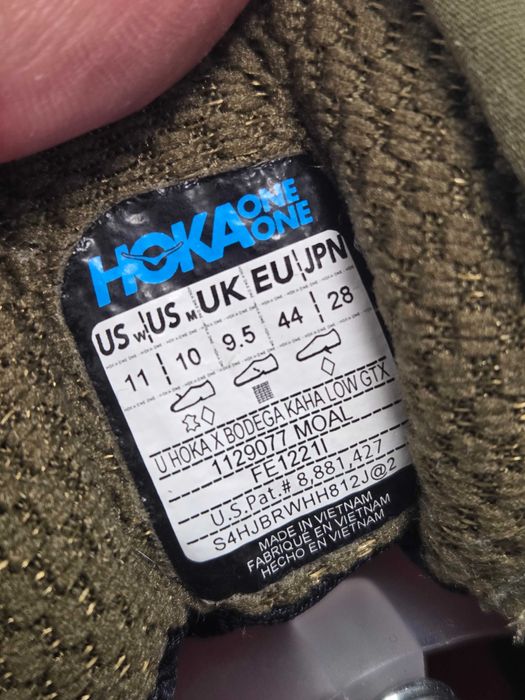 HOKA ONE ONE
US W US M UK EU JPN
11 10 9.5 44 28
U HOKA X BODEGA KAHA LOW GTX
1129077 MOAL
FE1221I
U.S.Pat.# 8,881,427
S4HJBRWHH812J@2
MADE IN VIETNAM
FABRIQUÉ EN VIETNAM
HECHO EN VIETNAM